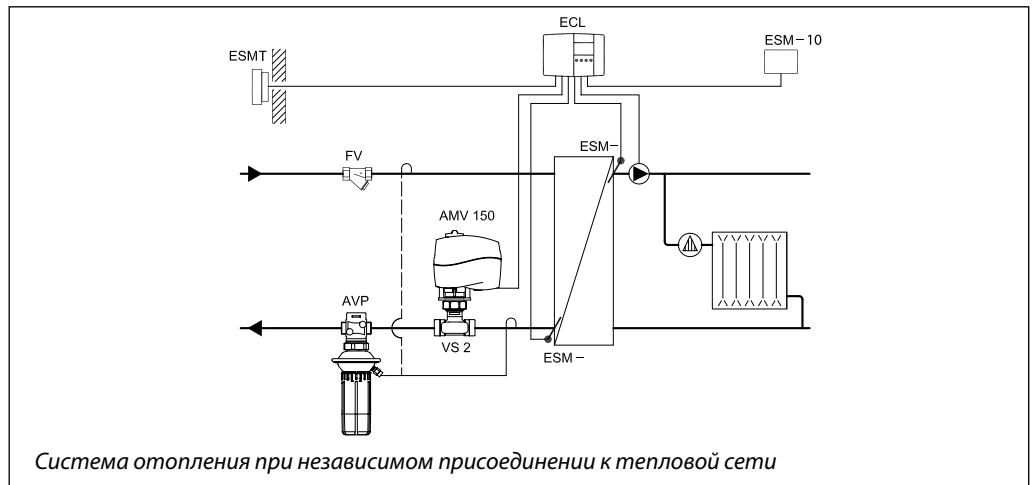 ECL
ESM-10
ESMT
ESM-
FV
AMV 150
AVP
VS 2
ESM-
Система отопления при независимом присоединении к тепловой сети